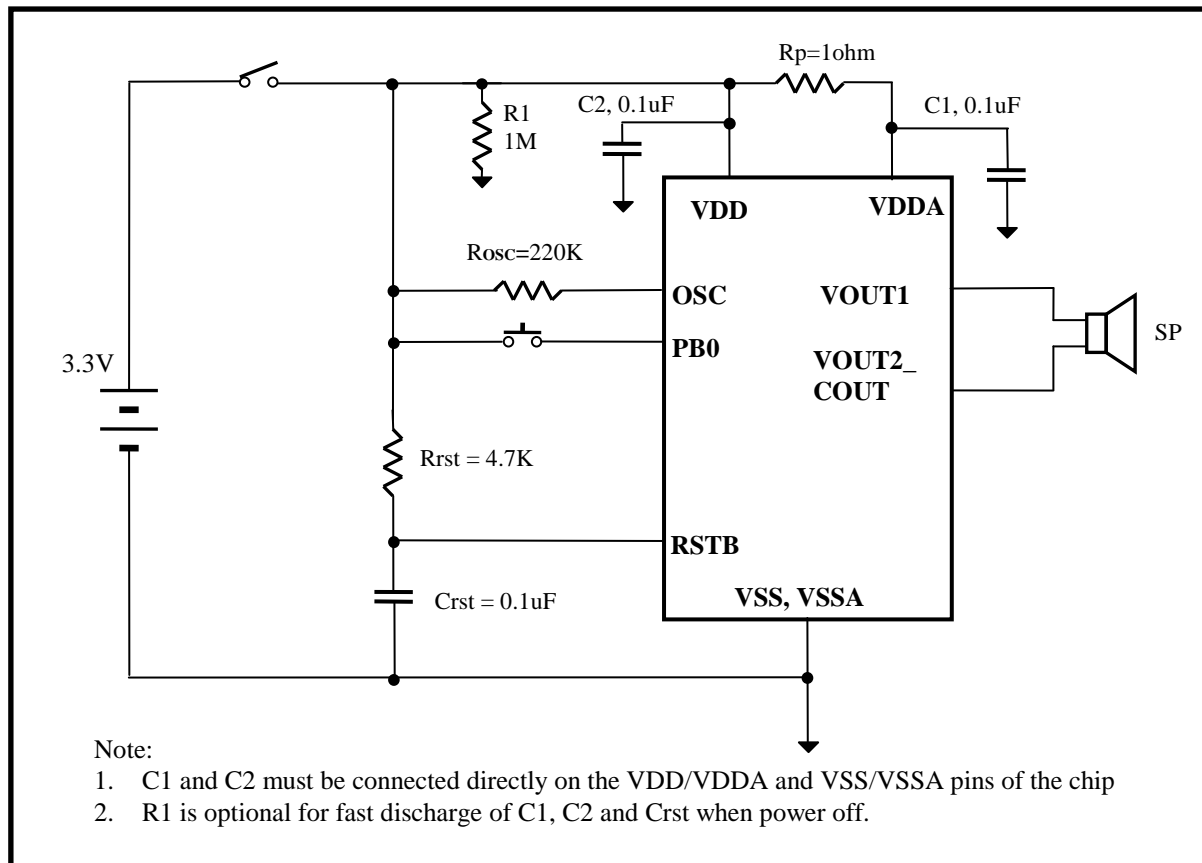 Rp=1ohm
C2, 0.1uF
C1, 0.1uF
R1
1M
VDD
VDDA
Rosc=220K
OSC
VOUT1
PB0
VOUT2_
COUT
SP
3.3V
Rrst = 4.7K
RSTB
Crst = 0.1uF
VSS, VSSA
Note:
1. C1 and C2 must be connected directly on the VDD/VDDA and VSS/VSSA pins of the chip
2. R1 is optional for fast discharge of C1, C2 and Crst when power off.